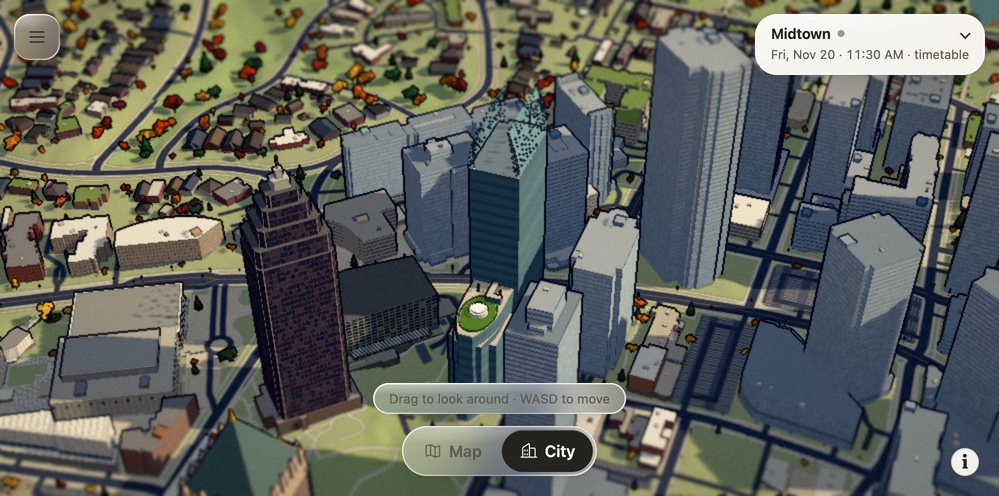 Midtown
Fri, Nov 20 · 11:30 AM · timetable
Drag to look around · WASD to move
Map
City
i